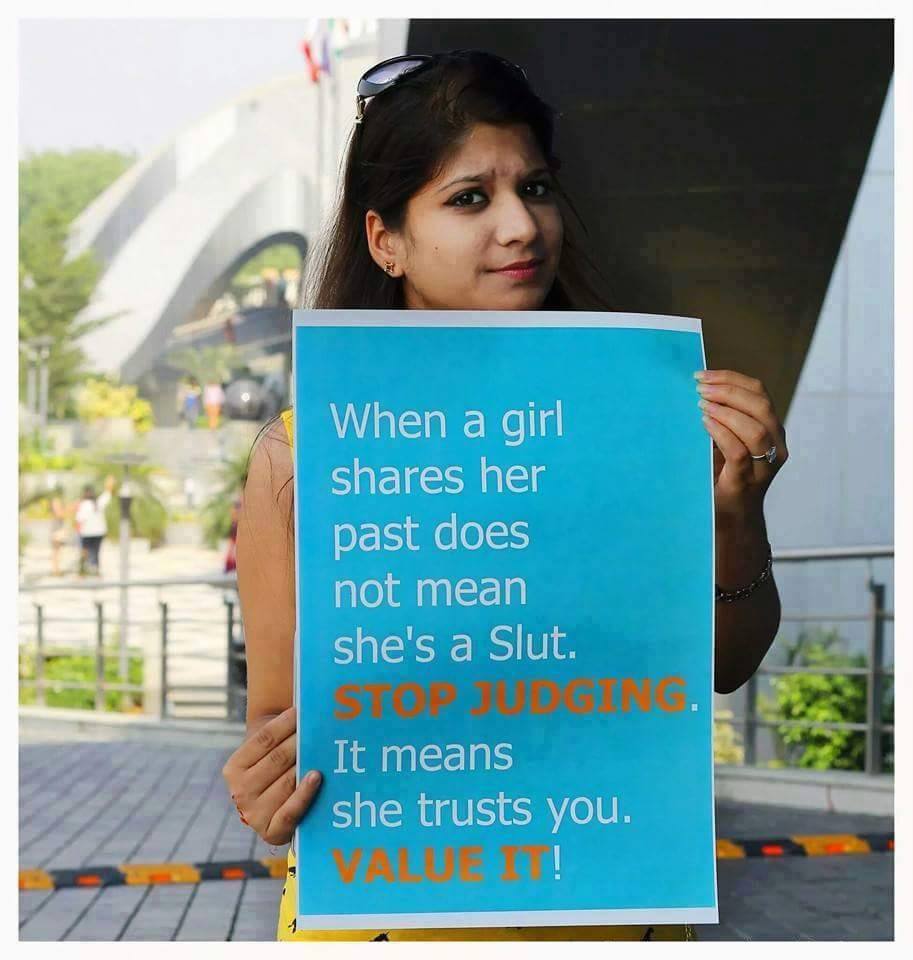 When a girl
shares her
past does
not mean
she's a Slut.
STOP JUDGING.
It means
she trusts you.
VALUE IT!